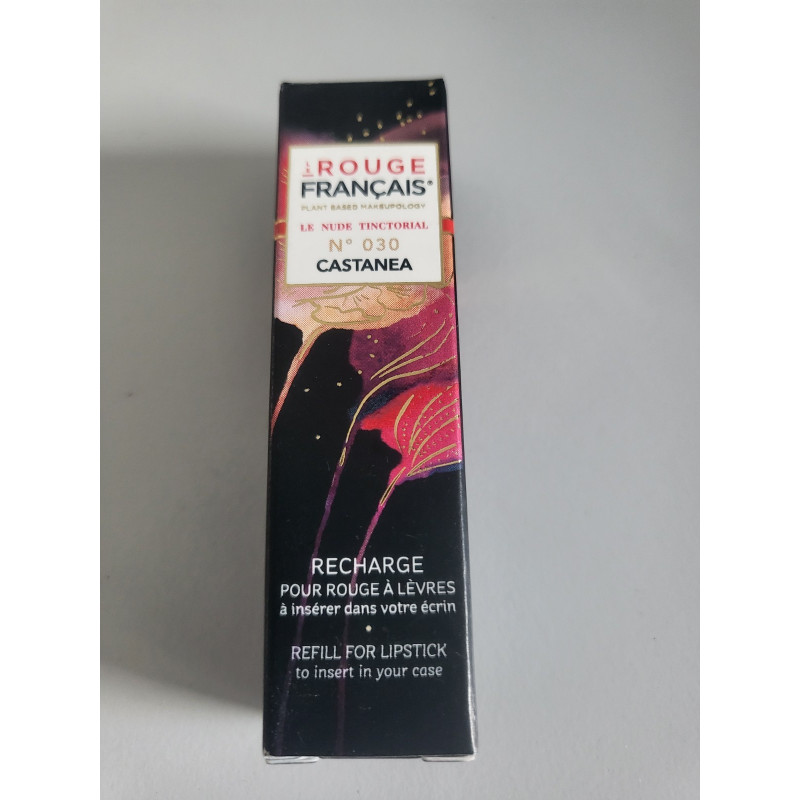 LE ROUGE
FRANÇAIS®
PLANT BASED MAKEUPOLOGY
LE NUDE TINCTORIAL
N° 030
CASTANEA
RECHARGE
POUR ROUGE À LÈVRES
à insérer dans votre écrin
•
REFILL FOR LIPSTICK
to insert in your case